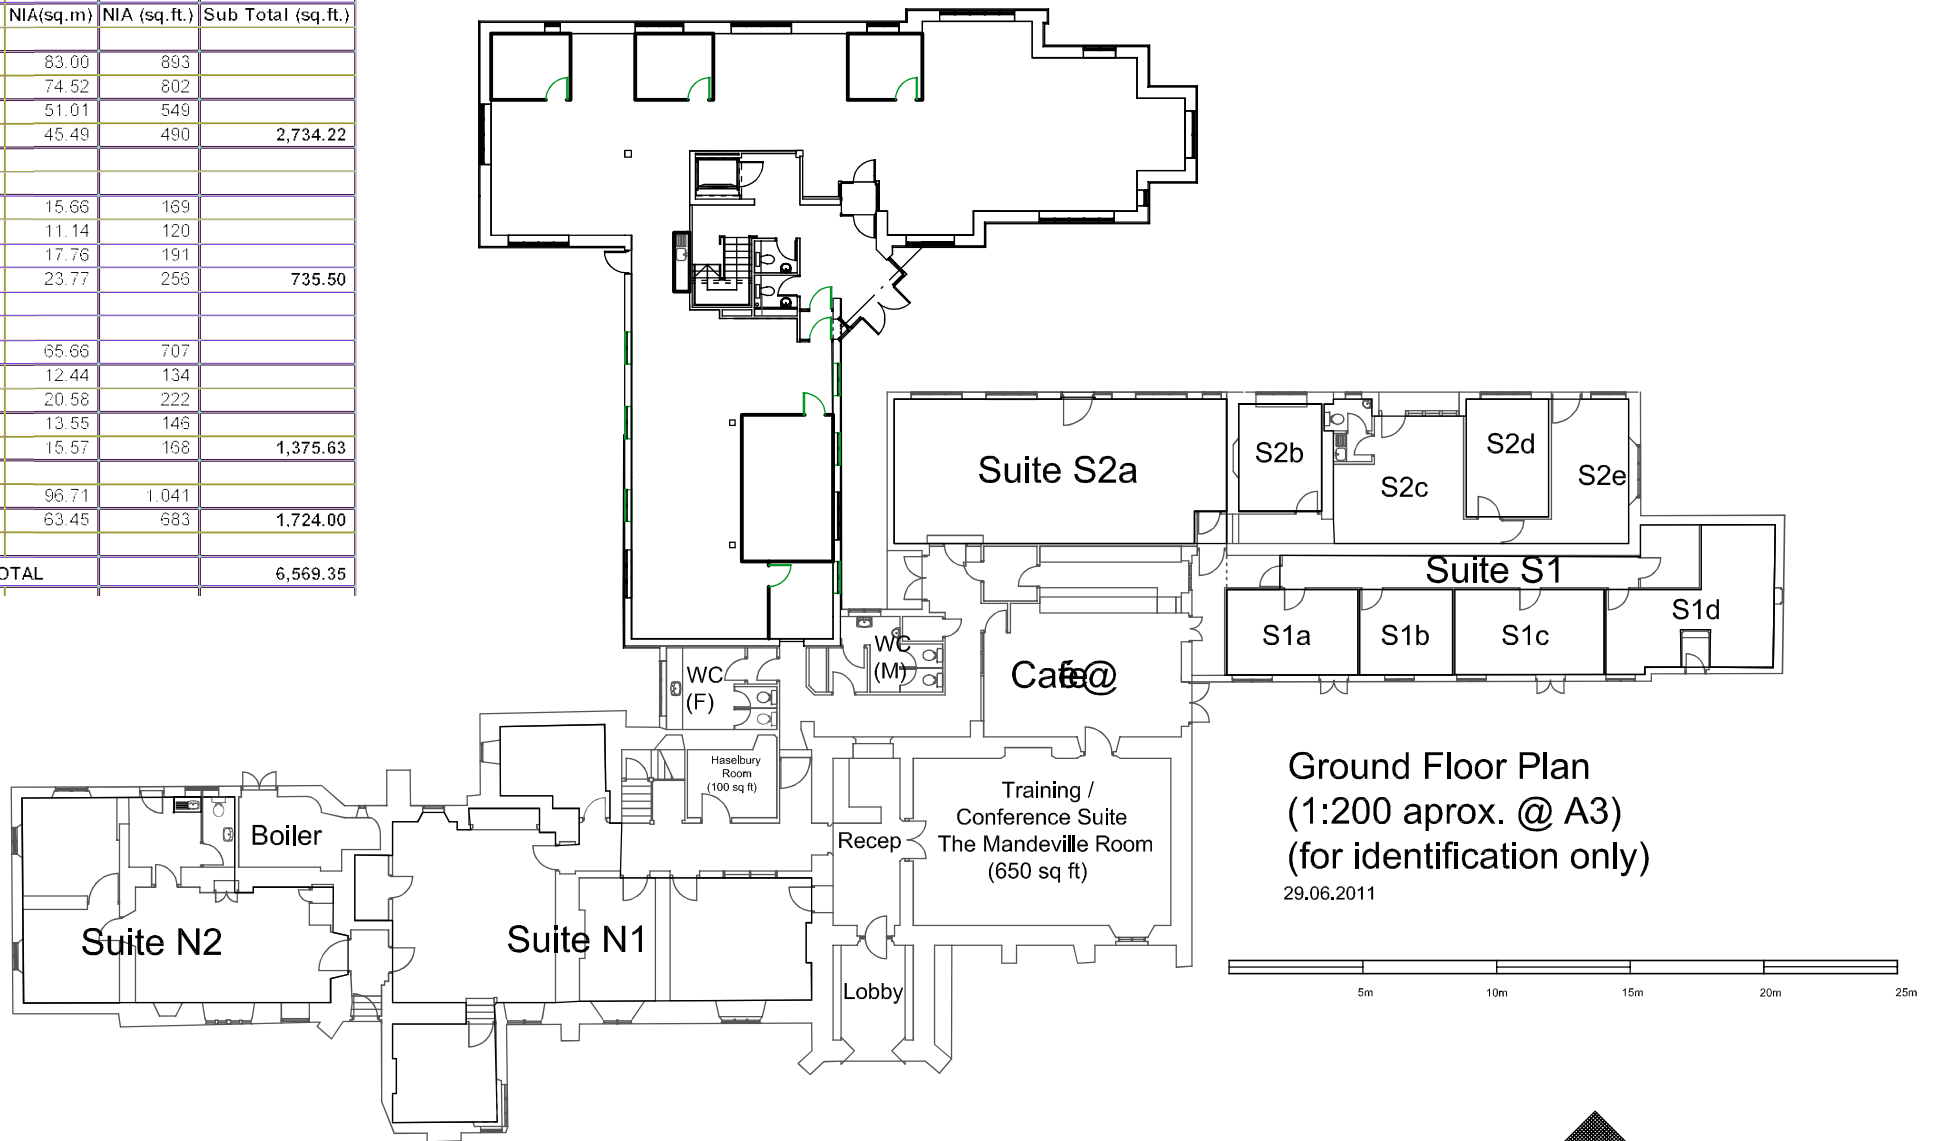 NIA(sq.m) NIA (sq.ft.) Sub Total (sq.ft.)
83.00 893
74.52 802
51.01 549
45.49 490 2,734.22
15.66 169
11.14 120
17.76 191
23.77 256 735.50
65.66 707
12.44 134
20.58 222
13.55 146
15.57 168 1,375.63
96.71 1.041
63.45 683 1,724.00
OTAL 6,569.35
Suite S2a
S2b
S2c
S2d
S2e
Suite S1
S1a
S1b
S1c
S1d
WC
(M)
WC
(F)
Café@
Haselbury
Room
(100 sq ft)
Training /
Conference Suite
The Mandeville Room
(650 sq ft)
Recep
Boiler
Suite N2
Suite N1
Lobby
Ground Floor Plan
(1:200 aprox. @ A3)
(for identification only)
29.06.2011
5m 10m 15m 20m 25m